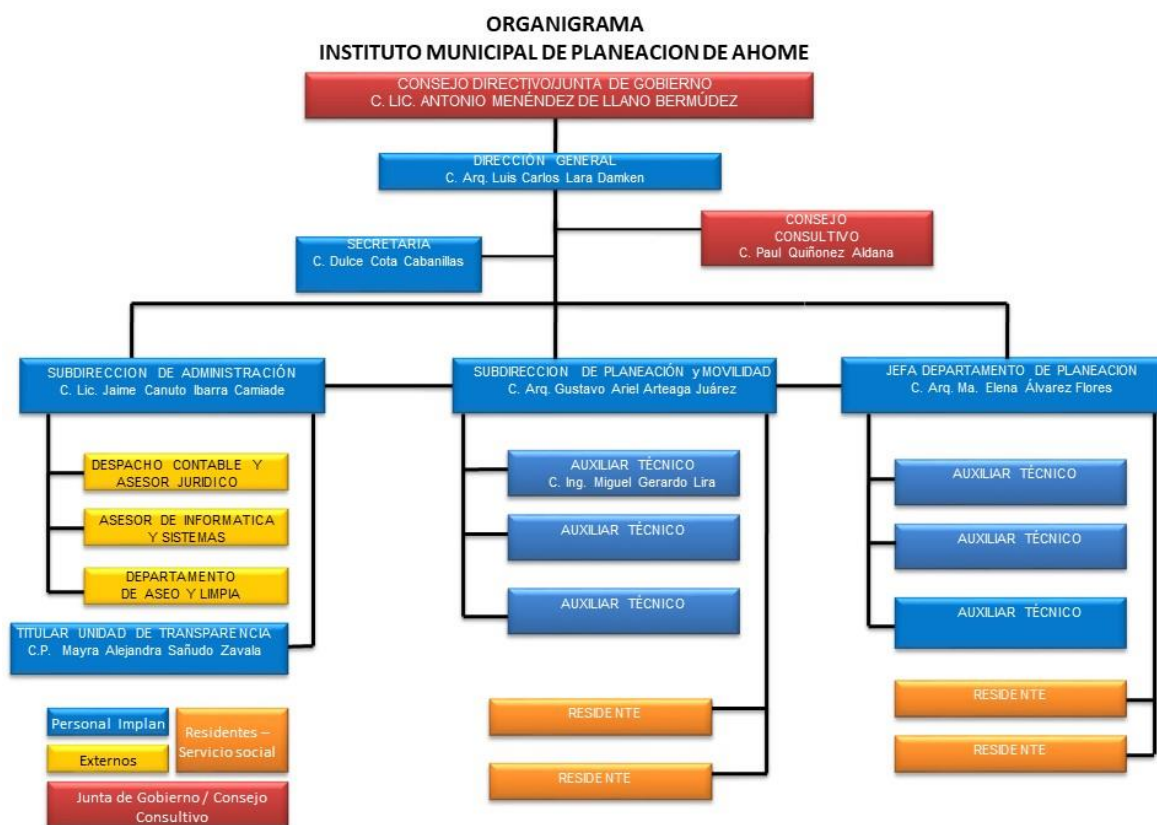 ORGANIGRAMA
INSTITUTO MUNICIPAL DE PLANEACION DE AHOME
CONSEJO DIRECTIVO/JUNTA DE GOBIERNO
C. LIC. ANTONIO MENÉNDEZ DE LLANO BERMÚDEZ
DIRECCIÓN GENERAL
C. Arq. Luis Carlos Lara Damken
CONSEJO
CONSULTIVO
C. Paul Quiñonez Aldana
SECRETARIA
C. Dulce Cota Cabanillas
SUBDIRECCION DE ADMINISTRACIÓN
C. Lic. Jaime Canuto Ibarra Camiade
SUBDIRECCION DE PLANEACIÓN y MOVILIDAD
C. Arq. Gustavo Ariel Arteaga Juárez
JEFA DEPARTAMENTO DE PLANEACION
C. Arq. Ma. Elena Álvarez Flores
DESPACHO CONTABLE Y
ASESOR JURIDICO
ASESOR DE INFORMATICA
Y SISTEMAS
DEPARTAMENTO
DE ASEO Y LIMPIA
TITULAR UNIDAD DE TRANSPARENCIA
C.P. Mayra Alejandra Sañudo Zavala
AUXILIAR TÉCNICO
C. Ing. Miguel Gerardo Lira
AUXILIAR TÉCNICO
AUXILIAR TÉCNICO
RESIDENTE
RESIDENTE
AUXILIAR TÉCNICO
AUXILIAR TÉCNICO
AUXILIAR TÉCNICO
RESIDENTE
RESIDENTE
Personal Implan
Externos
Residentes –
Servicio social
Junta de Gobierno / Consejo
Consultivo